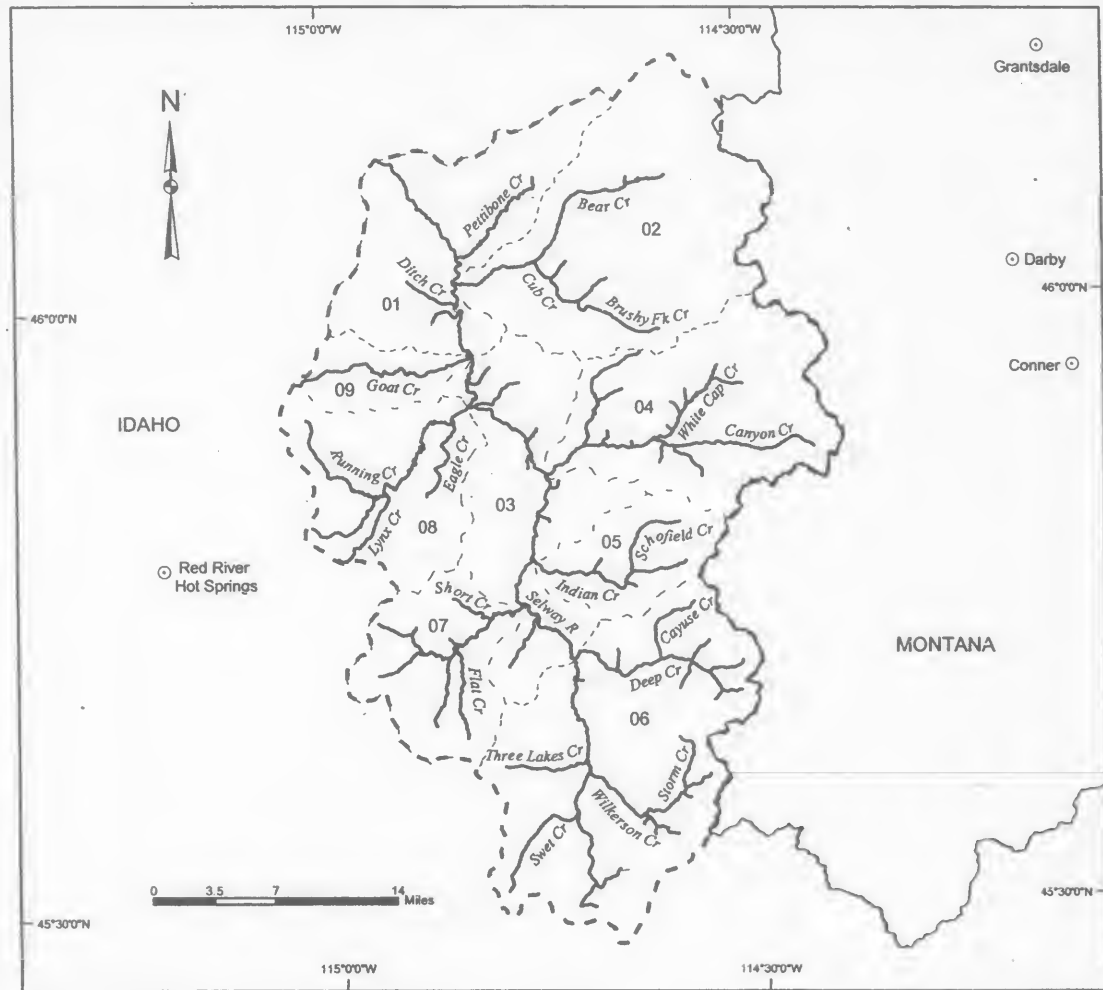 115°0'0"W
114°30'0"W
Grantsdale
N
Pettibone Cr
Bear Cr
02
Ditch Cr
01
Cub Cr
Brushy Fk Cr
Darby
46°0'0"N
46°0'0"N
Conner
09
Goat Cr
04
White Cap Cr
Canyon Cr
IDAHO
Running Cr
Eagle Cr
03
Lynx Cr
08
05
Schofield Cr
Red River
Hot Springs
Indian Cr
Short Cr
Selway R
07
Cayuse Cr
MONTANA
Flat Cr
Deep Cr
06
Three Lakes Cr
Storm Cr
Wilkerson Cr
Swet Cr
0
3.5
7
14
Miles
45°30'0"N
45°30'0"N
115°0'0"W
114°30'0"W